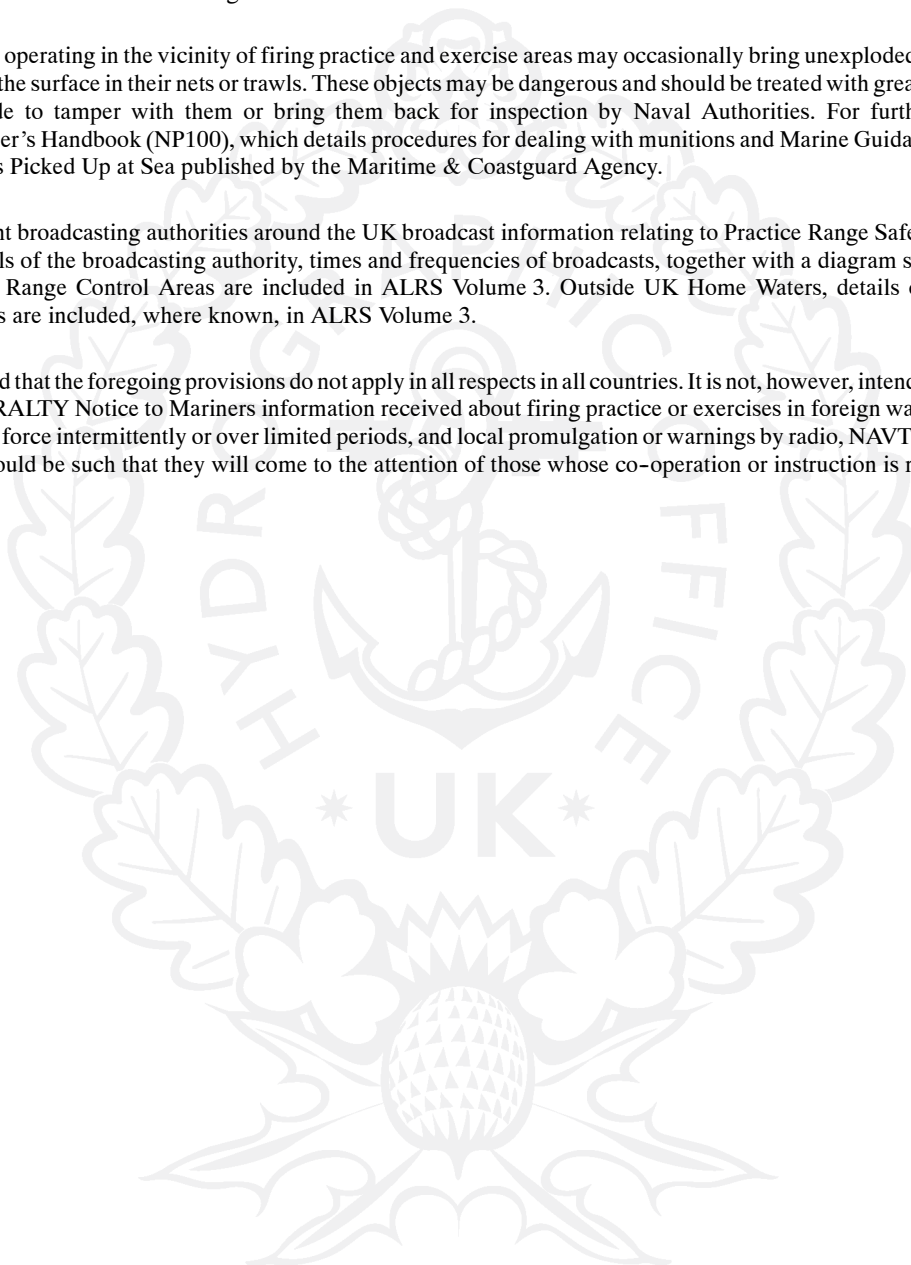 operating in the vicinity of firing practice and exercise areas may occasionally bring unexploded
the surface in their nets or trawls. These objects may be dangerous and should be treated with grea
de to tamper with them or bring them back for inspection by Naval Authorities. For furth
er's Handbook (NP100), which details procedures for dealing with munitions and Marine Guida
s Picked Up at Sea published by the Maritime & Coastguard Agency.
nt broadcasting authorities around the UK broadcast information relating to Practice Range Safe
ls of the broadcasting authority, times and frequencies of broadcasts, together with a diagram s
Range Control Areas are included in ALRS Volume 3. Outside UK Home Waters, details o
s are included, where known, in ALRS Volume 3.
d that the foregoing provisions do not apply in all respects in all countries. It is not, however, intend
RALTY Notice to Mariners information received about firing practice or exercises in foreign wa
force intermittently or over limited periods, and local promulgation or warnings by radio, NAVT
ould be such that they will come to the attention of those whose co-operation or instruction is r
HYDROGRAPHIC OFFICE
UK